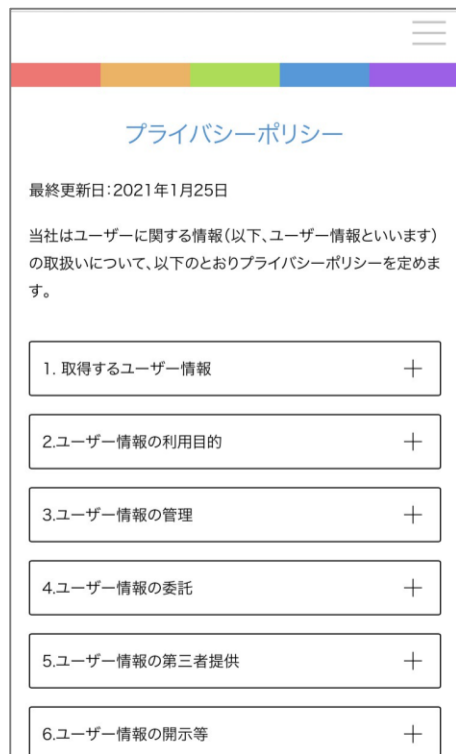 プライバシーポリシー
最終更新日：2021年1月25日
当社はユーザーに関する情報（以下、ユーザー情報といいます）
の取扱いについて、以下のとおりプライバシーポリシーを定めま
す。
1. 取得するユーザー情報
2.ユーザー情報の利用目的
3.ユーザー情報の管理
4.ユーザー情報の委託
5.ユーザー情報の第三者提供
6.ユーザー情報の開示等